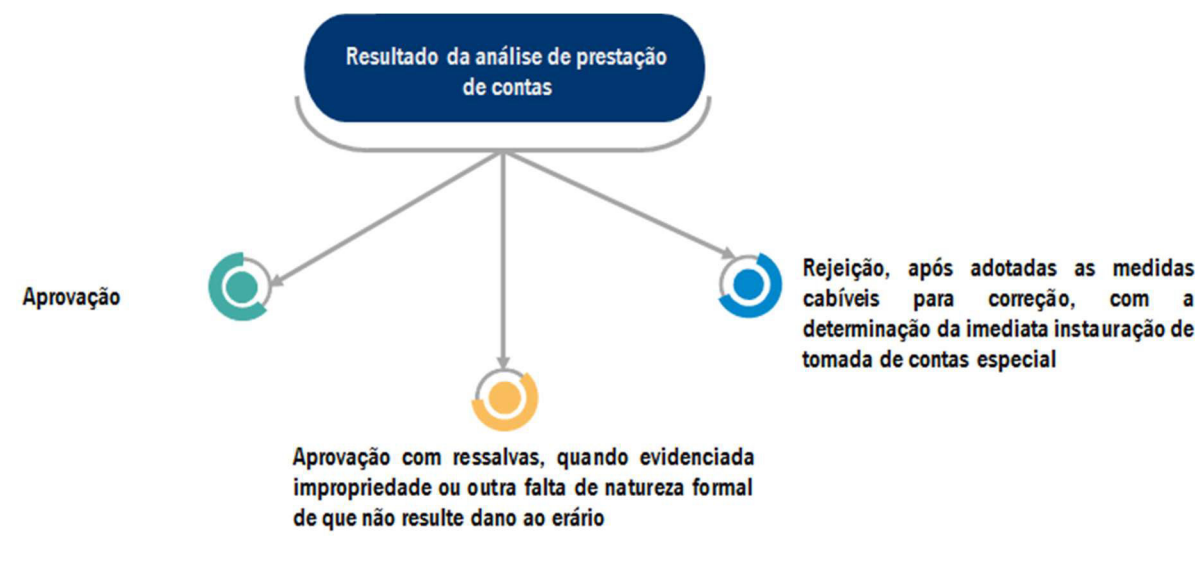 Resultado da análise de prestação
de contas
Aprovação
Rejeição, após adotadas as medidas
cabíveis para correção, com a
determinação da imediata instauração de
tomada de contas especial
Aprovação com ressalvas, quando evidenciada
impropriedade ou outra falta de natureza formal
de que não resulte dano ao erário